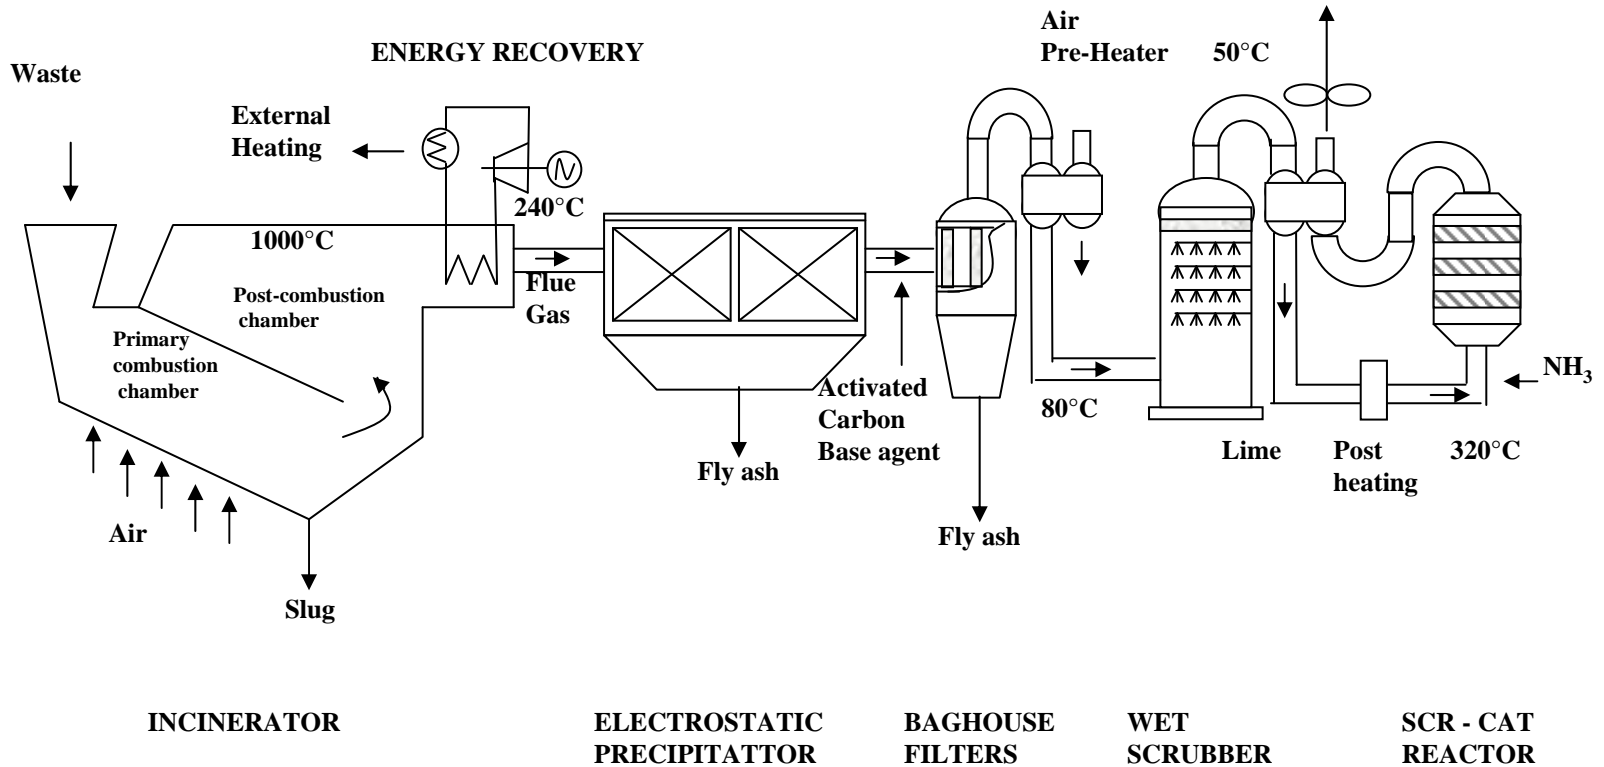 Air
Pre-Heater
50°C
ENERGY RECOVERY
Waste
External
Heating
240°C
1000°C
Post-combustion
chamber
Primary
combustion
chamber
Flue
Gas
Activated
Carbon
Base agent
80°C
NH3
Lime
Post
heating
320°C
Fly ash
Fly ash
Air
Slug
INCINERATOR
ELECTROSTATIC
PRECIPITATTOR
BAGHOUSE
FILTERS
WET
SCRUBBER
SCR - CAT
REACTOR